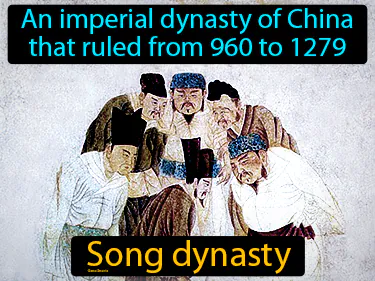 An imperial dynasty of China
that ruled from 960 to 1279
Song dynasty